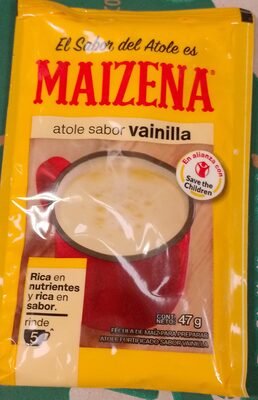 El Sabor del Atole es
MAIZENA®
atole sabor vainilla
En alianza con
Save the
Children
Rica en
nutrientes
y rica en
sabor.
rinde
5
CONT.
NETO 47 g
FÉCULA DE MAÍZ PARA PREPARAR
ATOLE FORTIFICADO SABOR VAINILLA